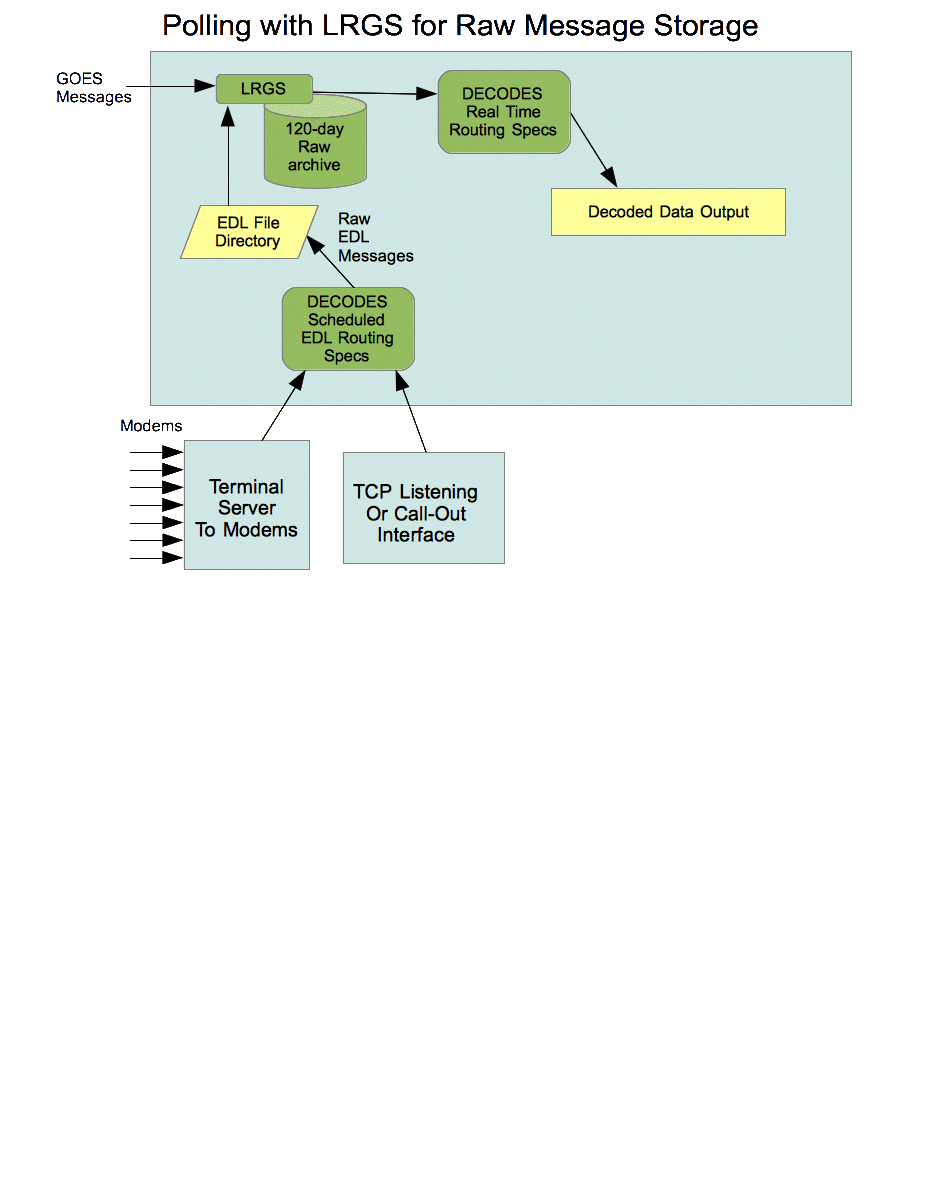 Polling with LRGS for Raw Message Storage
GOES
Messages
LRGS
120-day
Raw
archive
DECODES
Real Time
Routing Specs
Decoded Data Output
EDL File
Directory
Raw
EDL
Messages
DECODES
Scheduled
EDL Routing
Specs
Modems
Terminal
Server
To Modems
TCP Listening
Or Call-Out
Interface